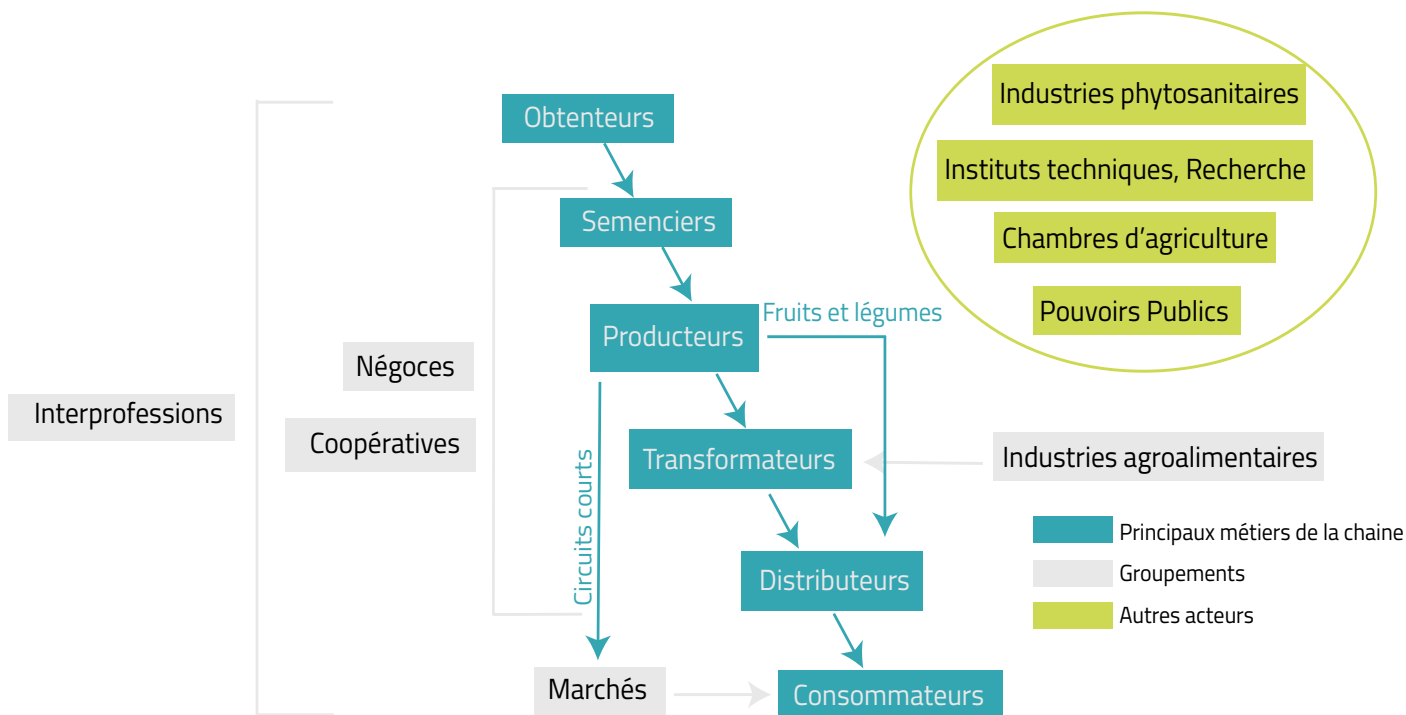 Obtenteurs
Semenciers
Producteurs
Fruits et légumes
Négoces
Coopératives
Interprofessions
Circuits courts
Transformateurs
Distributeurs
Marchés
Consommateurs
Industries phytosanitaires
Instituts techniques, Recherche
Chambres d'agriculture
Pouvoirs Publics
Industries agroalimentaires
Principaux métiers de la chaine
Groupements
Autres acteurs